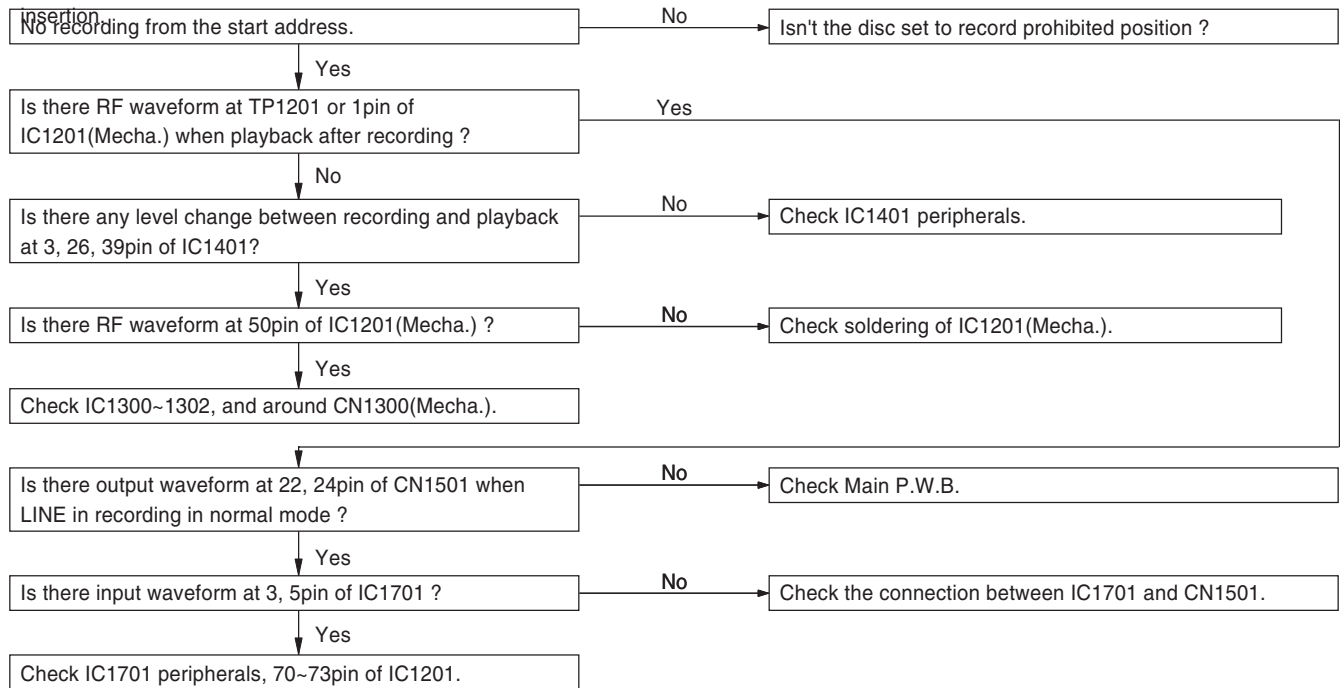 insertion.
No recording from the start address.
No
Isn't the disc set to record prohibited position ?
Yes
Is there RF waveform at TP1201 or 1pin of
IC1201(Mecha.) when playback after recording ?
Yes
No
Is there any level change between recording and playback
at 3, 26, 39pin of IC1401?
No
Check IC1401 peripherals.
Yes
Is there RF waveform at 50pin of IC1201(Mecha.) ?
No
Check soldering of IC1201(Mecha.).
Yes
Check IC1300~1302, and around CN1300(Mecha.).
Is there output waveform at 22, 24pin of CN1501 when
LINE in recording in normal mode ?
No
Check Main P.W.B.
Yes
Is there input waveform at 3, 5pin of IC1701 ?
No
Check the connection between IC1701 and CN1501.
Yes
Check IC1701 peripherals, 70~73pin of IC1201.